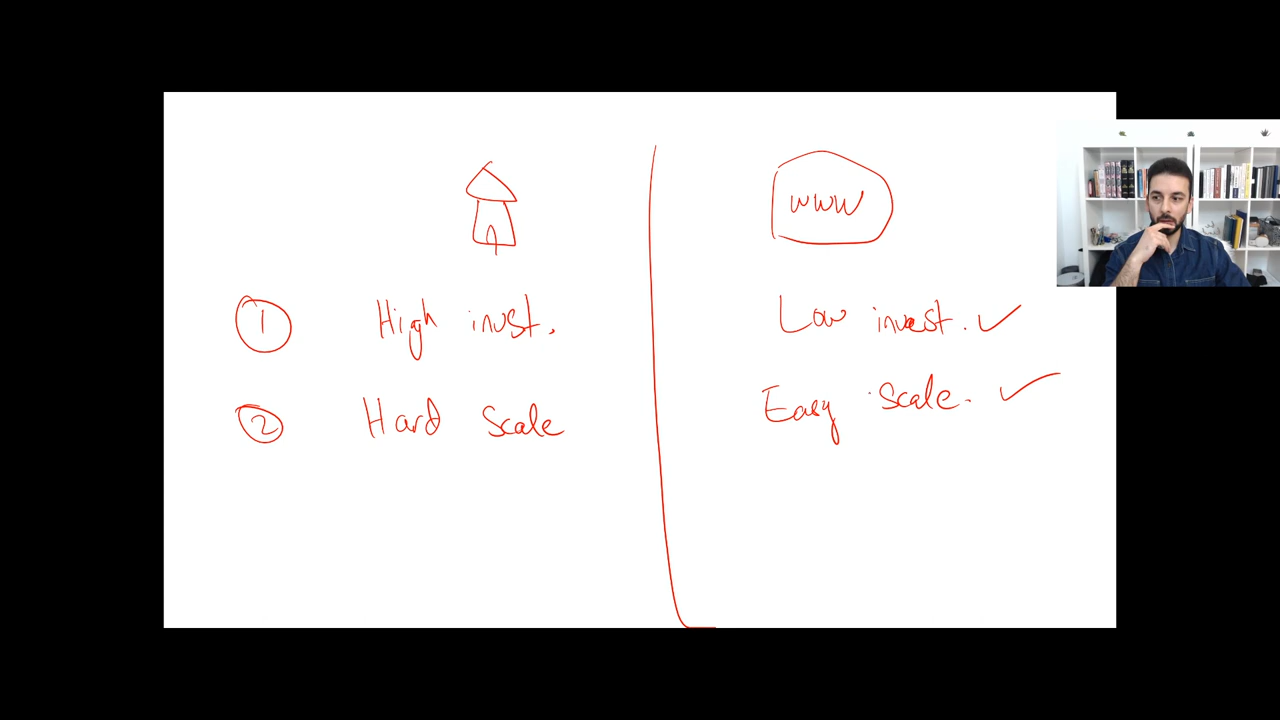 www
1 High invst.
Low invest.
2 Hard scale
Easy scale.